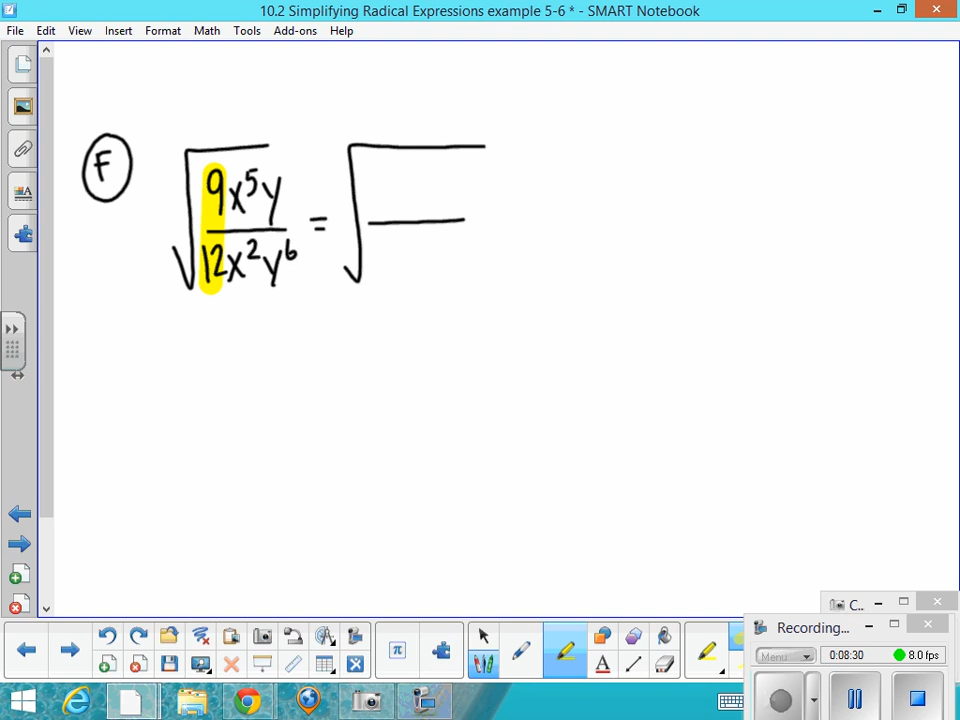 10.2 Simplifying Radical Expressions example 5-6 * - SMART Notebook
File Edit View Insert Format Math Tools Add-ons Help
F
√(9x⁵y / 12x²y⁶) = √
C..
Recording...
Menu 0:08:30 8.0 fps
π
A